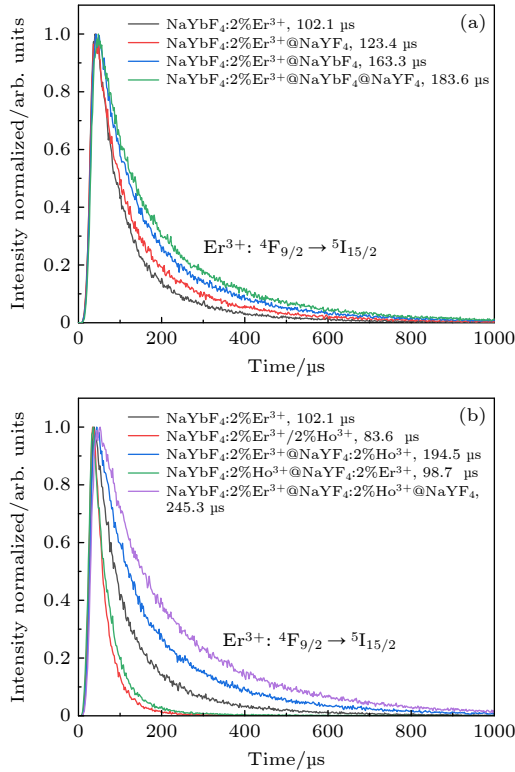 (a)
NaYbF₄:2%Er³⁺, 102.1 µs
NaYbF₄:2%Er³⁺@NaYF₄, 123.4 µs
NaYbF₄:2%Er³⁺@NaYbF₄, 163.3 µs
NaYbF₄:2%Er³⁺@NaYbF₄@NaYF₄, 183.6 µs
Er³⁺: ⁴F₉/₂→⁵I₁₅/₂
Intensity normalized/arb. units
1.0
0.8
0.6
0.4
0.2
0
0 200 400 600 800 1000
Time/µs
(b)
NaYbF₄:2%Er³⁺, 102.1 µs
NaYbF₄:2%Er³⁺/2%Ho³⁺, 83.6 µs
NaYbF₄:2%Er³⁺@NaYF₄:2%Ho³⁺, 194.5 µs
NaYbF₄:2%Ho³⁺@NaYF₄:2%Er³⁺, 98.7 µs
NaYbF₄:2%Er³⁺@NaYF₄:2%Ho³⁺@NaYF₄,
245.3 µs
Er³⁺: ⁴F₉/₂→⁵I₁₅/₂
Intensity normalized/arb. units
1.0
0.8
0.6
0.4
0.2
0
0 200 400 600 800 1000
Time/µs